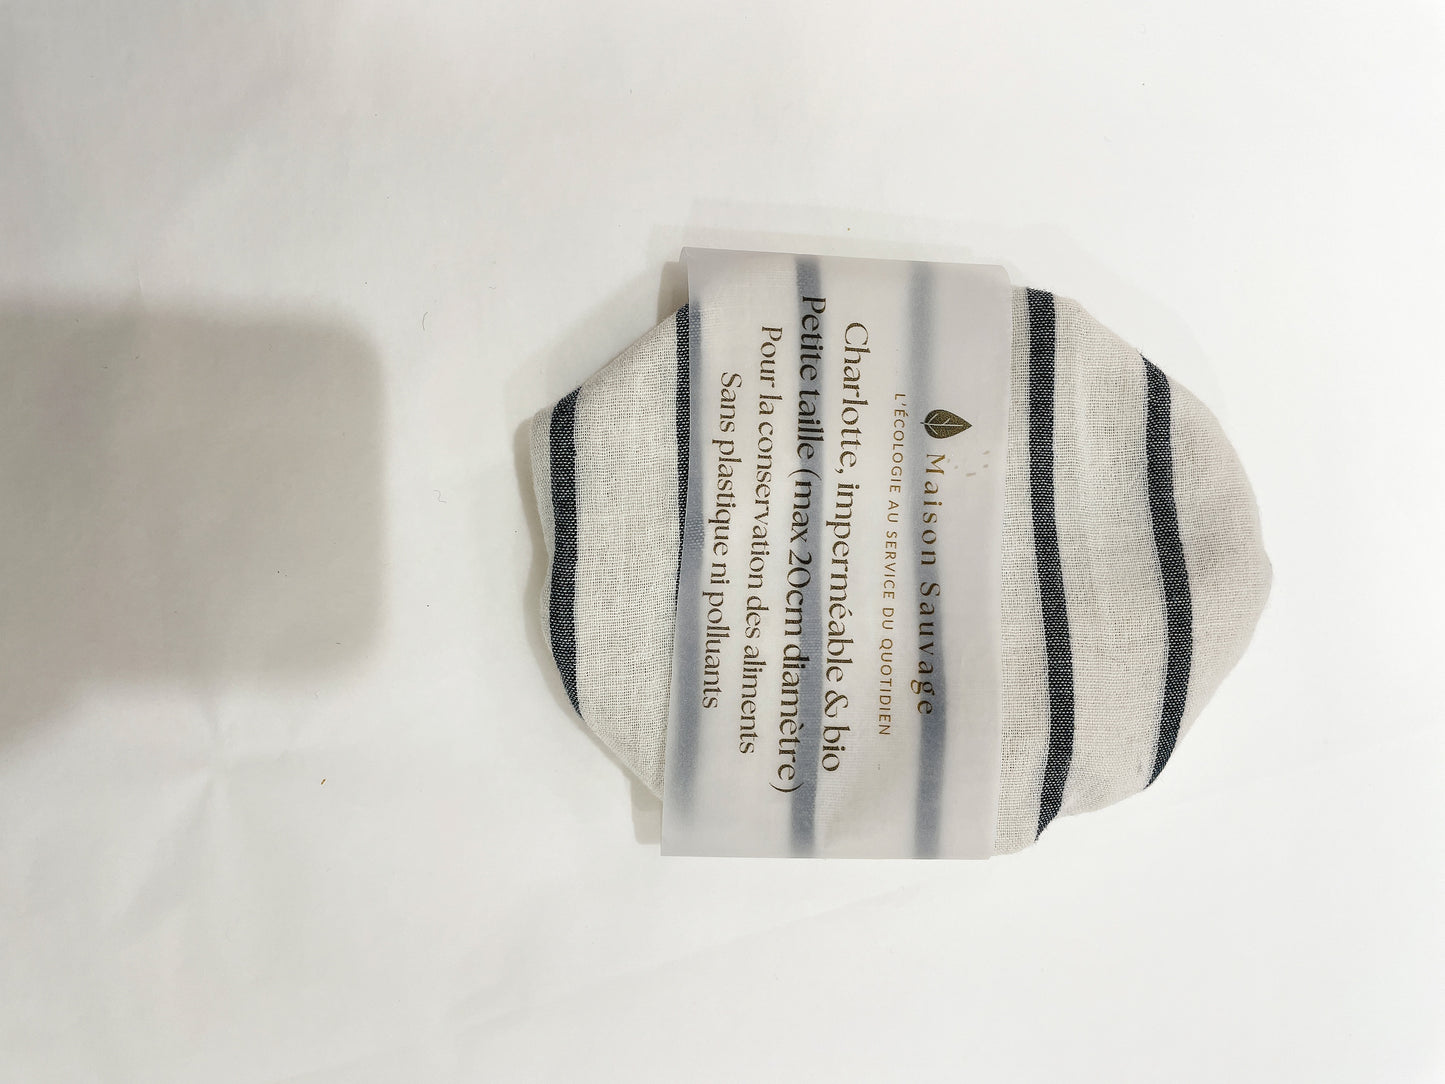 Maison Sauvage
L'ÉCOLOGIE AU SERVICE DU QUOTIDIEN
Charlotte, imperméable & bio
Petite taille (max 20cm diamètre)
Pour la conservation des aliments
Sans plastique ni polluants